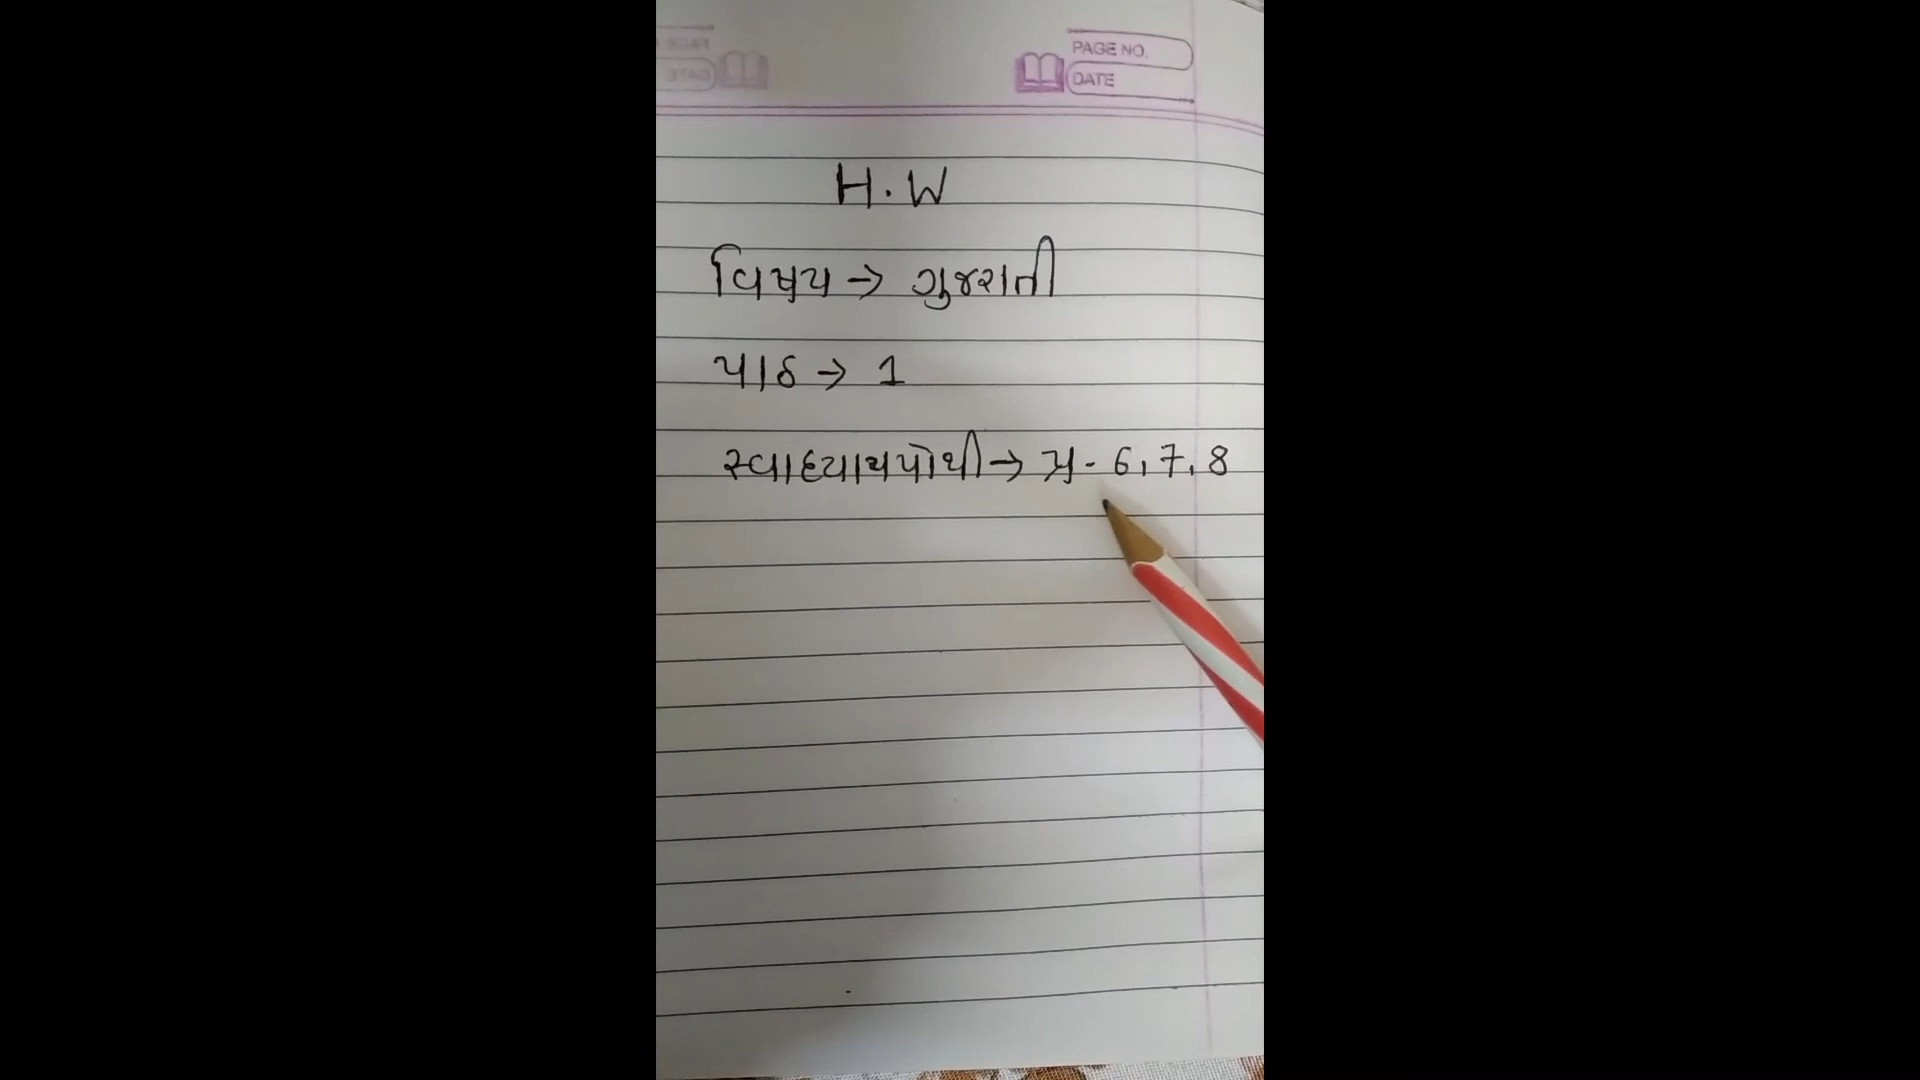 PAGE NO.
DATE
H.W
વિષય → ગુજરાતી
પાઠ → 1
સ્વાધ્યાયપોથી → પ્ર - 6, 7, 8